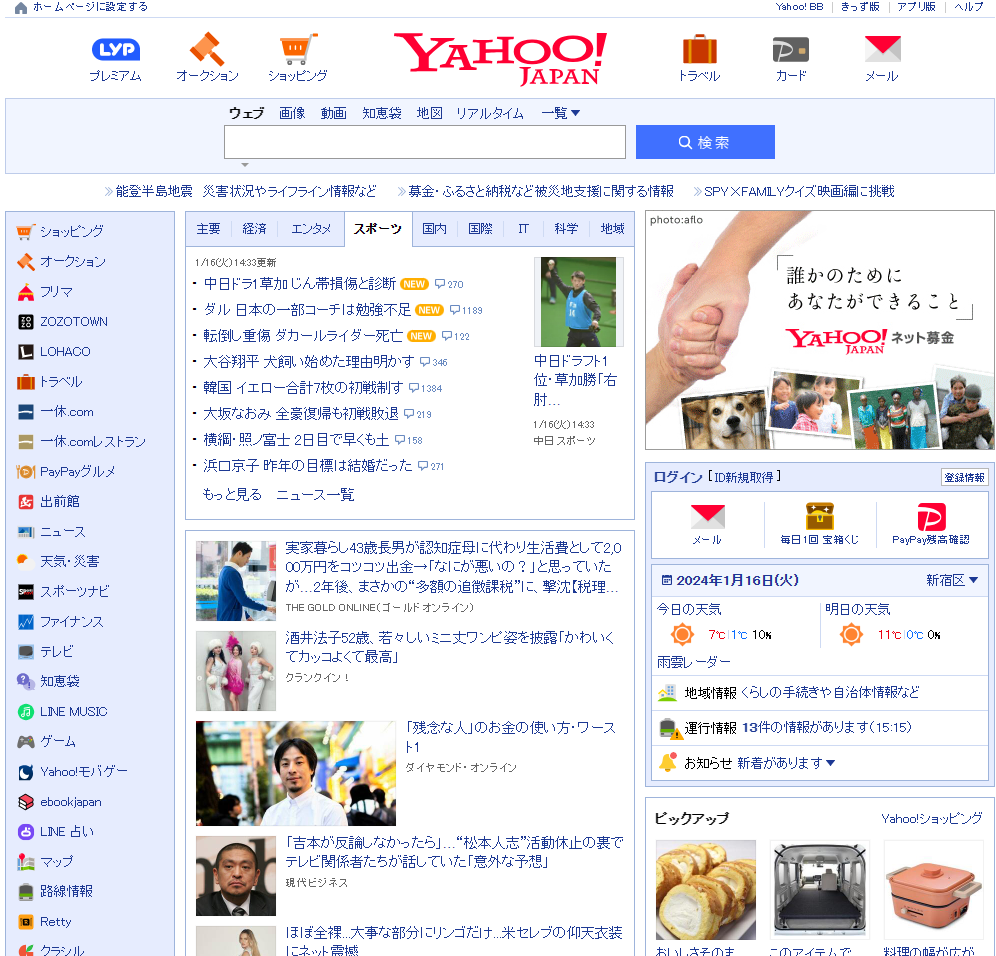 ホームページに設定する
Yahoo! BB
きっず版
アプリ版
ヘルプ
LYP
プレミアム
オークション
ショッピング
YAHOO!
JAPAN
トラベル
カード
メール
ウェブ 画像 動画 知恵袋 地図 リアルタイム 一覧▼
検索
能登半島地震 災害状況やライフライン情報など
募金・ふるさと納税など被災地支援に関する情報
SPY×FAMILYクイズ映画編に挑戦
ショッピング
オークション
フリマ
ZOZOTOWN
LOHACO
トラベル
一休.com
一休.comレストラン
PayPayグルメ
出前館
ニュース
天気・災害
スポーツナビ
ファイナンス
テレビ
知恵袋
LINE MUSIC
ゲーム
Yahoo!モバゲー
ebookjapan
LINE 占い
マップ
路線情報
Retty
クラシル
主要 経済 エンタメ スポーツ 国内 国際 IT 科学 地域
1/16(火) 14:33更新
・中日ドラ1草加 じん帯損傷と診断 NEW 270
・ダル 日本の一部コーチは勉強不足 NEW 1189
・転倒し重傷 ダカールライダー死亡 NEW 122
・大谷翔平 犬飼い始めた理由明かす 346
・韓国 イエロー合計7枚の初戦制す 1384
・大坂なおみ 全豪復帰も初戦敗退 219
・横綱・照ノ富士 2日目で早くも土 158
・浜口京子 昨年の目標は結婚だった 271
もっと見る ニュース一覧
中日ドラフト1
位・草加勝「右
肘…
1/16(火) 14:33
中日スポーツ
実家暮らし43歳長男が認知症母に代わり生活費として2,0
00万円をコツコツ出金→「なにが悪いの？」と思っていた
が…2年後、まさかの“多額の追徴課税”に、撃沈【税理…
THE GOLD ONLINE（ゴールドオンライン）
酒井法子52歳、若々しいミニ丈ワンピ姿を披露「かわいく
てカッコよくて最高」
クランクイン！
「残念な人」のお金の使い方・ワース
ト1
ダイヤモンド・オンライン
「吉本が反論しなかったら」…“松本人志”活動休止の裏で
テレビ関係者たちが話していた「意外な予想」
現代ビジネス
ほぼ全裸…大事な部分にリンゴだけ…米セレブの仰天衣装
にネット震撼
photo:aflo
誰かのために
あなたができること
YAHOO! JAPAN ネット募金
ログイン [ID新規取得]
登録情報
メール
毎日1回 宝箱くじ
PayPay残高確認
2024年1月16日(火)
新宿区▼
今日の天気
7℃|1℃ 10%
明日の天気
11℃|0℃ 0%
雨雲レーダー
地域情報 くらしの手続きや自治体情報など
運行情報 13件の情報があります(15:15)
お知らせ 新着があります▼
ピックアップ
Yahoo!ショッピング
おいしさそのま
このアイテムで
料理の幅が広が